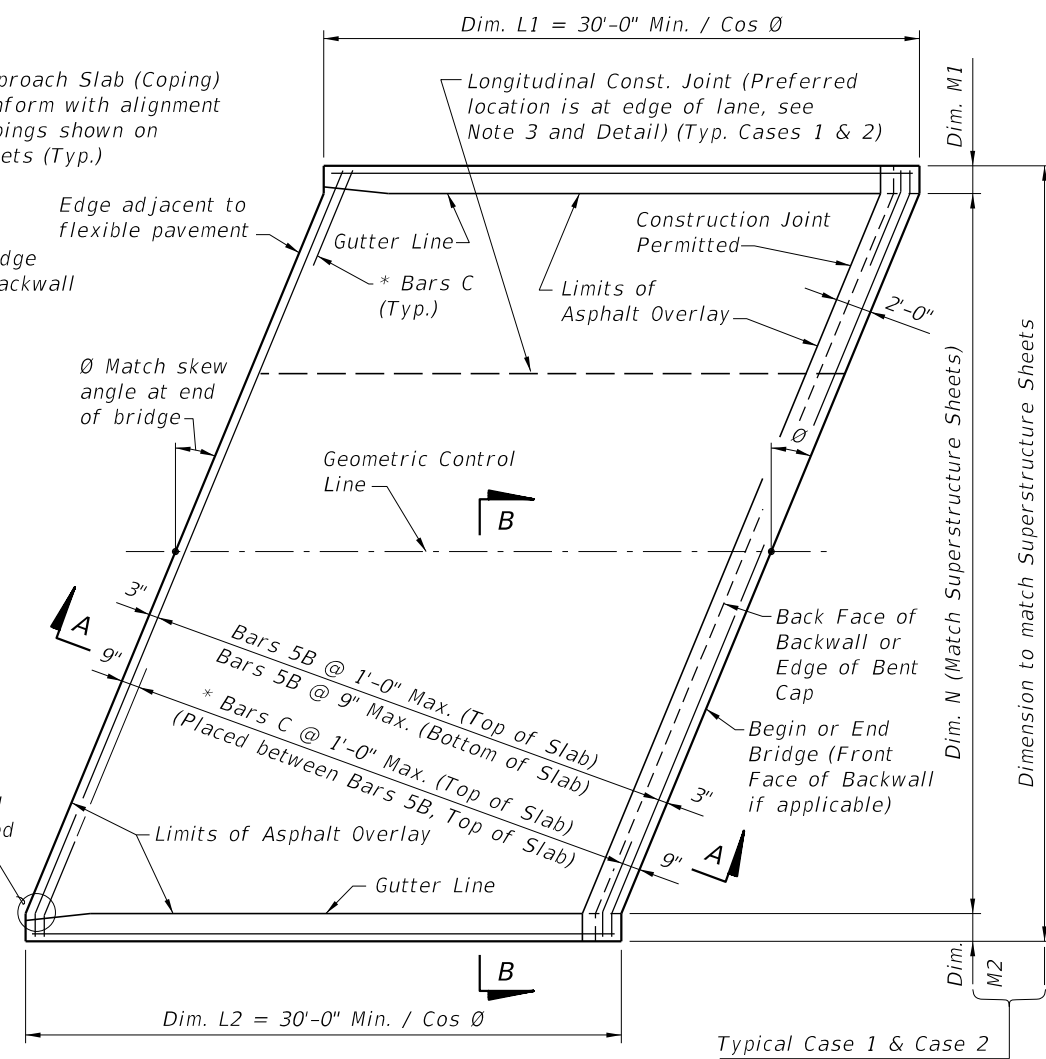 Dim. L1 = 30'-0" Min. / Cos Ø
proach Slab (Coping)
nform with alignment
pings shown on
ets (Typ.)
Longitudinal Const. Joint (Preferred
location is at edge of lane, see
Note 3 and Detail) (Typ. Cases 1 & 2)
Dim. M1
Edge adjacent to
flexible pavement
Gutter Line
Construction Joint
Permitted
dge
ackwall
* Bars C
(Typ.)
Limits of
Asphalt Overlay
2'-0"
Ø Match skew
angle at end
of bridge
Ø
Geometric Control
Line
B
Dim. N (Match Superstructure Sheets)
Dimension to match Superstructure Sheets
A
3"
9"
Bars 5B @ 1'-0" Max. (Top of Slab)
Bars 5B @ 9" Max. (Bottom of Slab)
* Bars C @ 1'-0" Max. (Top of Slab)
(Placed between Bars 5B, Top of Slab)
Back Face of
Backwall or
Edge of Bent
Cap
Begin or End
Bridge (Front
Face of Backwall
if applicable)
3"
9"
A
ed
Limits of Asphalt Overlay
Gutter Line
B
Dim.
M2
Dim. L2 = 30'-0" Min. / Cos Ø
Typical Case 1 & Case 2